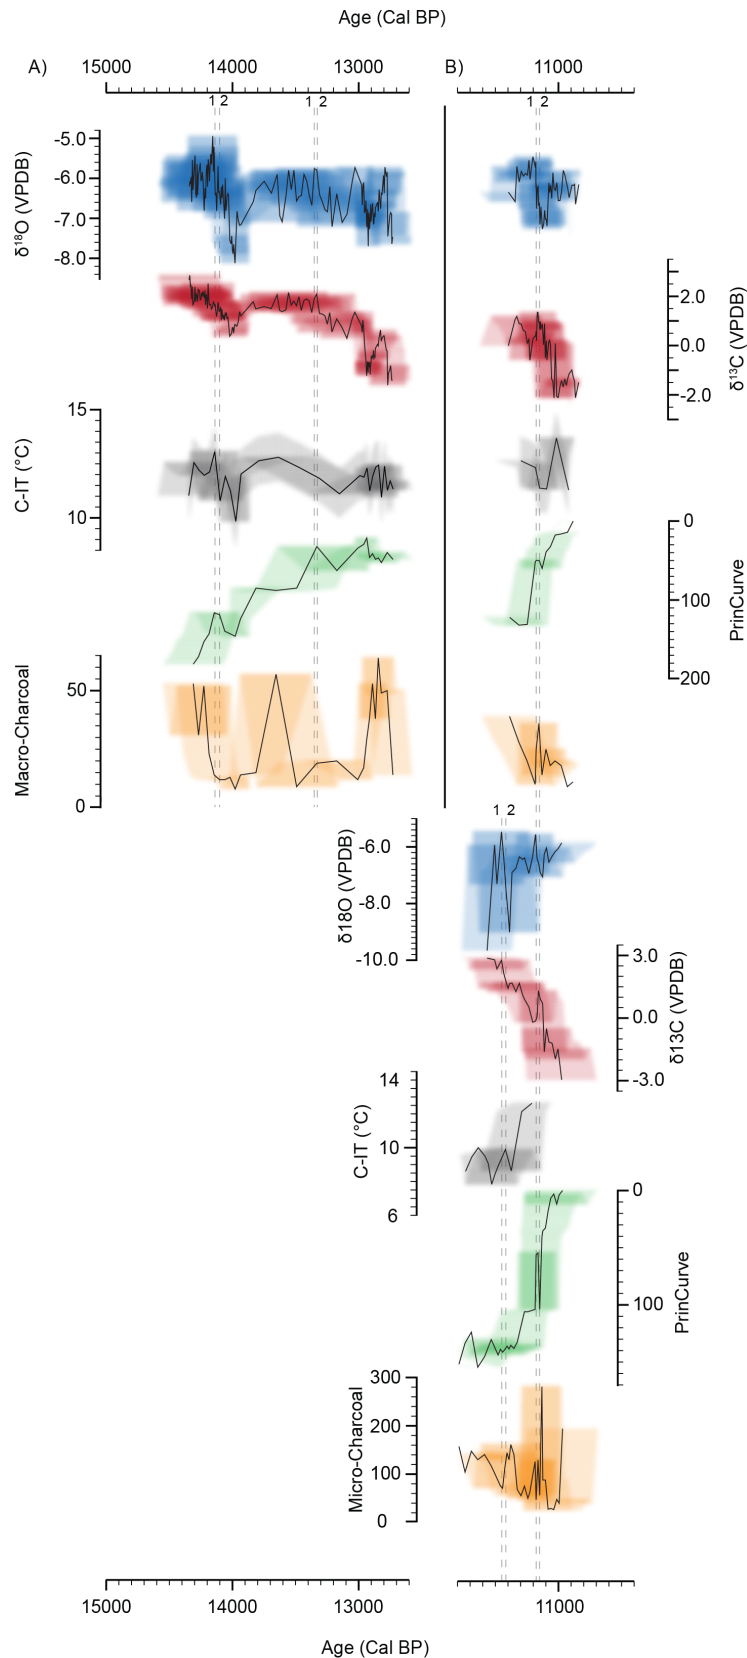 Age (Cal BP)
A) 15000 14000 13000 B) 11000
1 2 1 2 1 2
δ¹⁸O (VPDB)
-5.0
-6.0
-7.0
-8.0
δ¹³C (VPDB)
2.0
0.0
-2.0
C-IT (°C)
15
10
PrinCurve
0
100
200
Macro-Charcoal
50
0
1 2
δ18O (VPDB)
-6.0
-8.0
-10.0
δ13C (VPDB)
3.0
0.0
-3.0
C-IT (°C)
14
10
6
PrinCurve
0
100
Micro-Charcoal
300
200
100
0
15000 14000 13000 11000
Age (Cal BP)